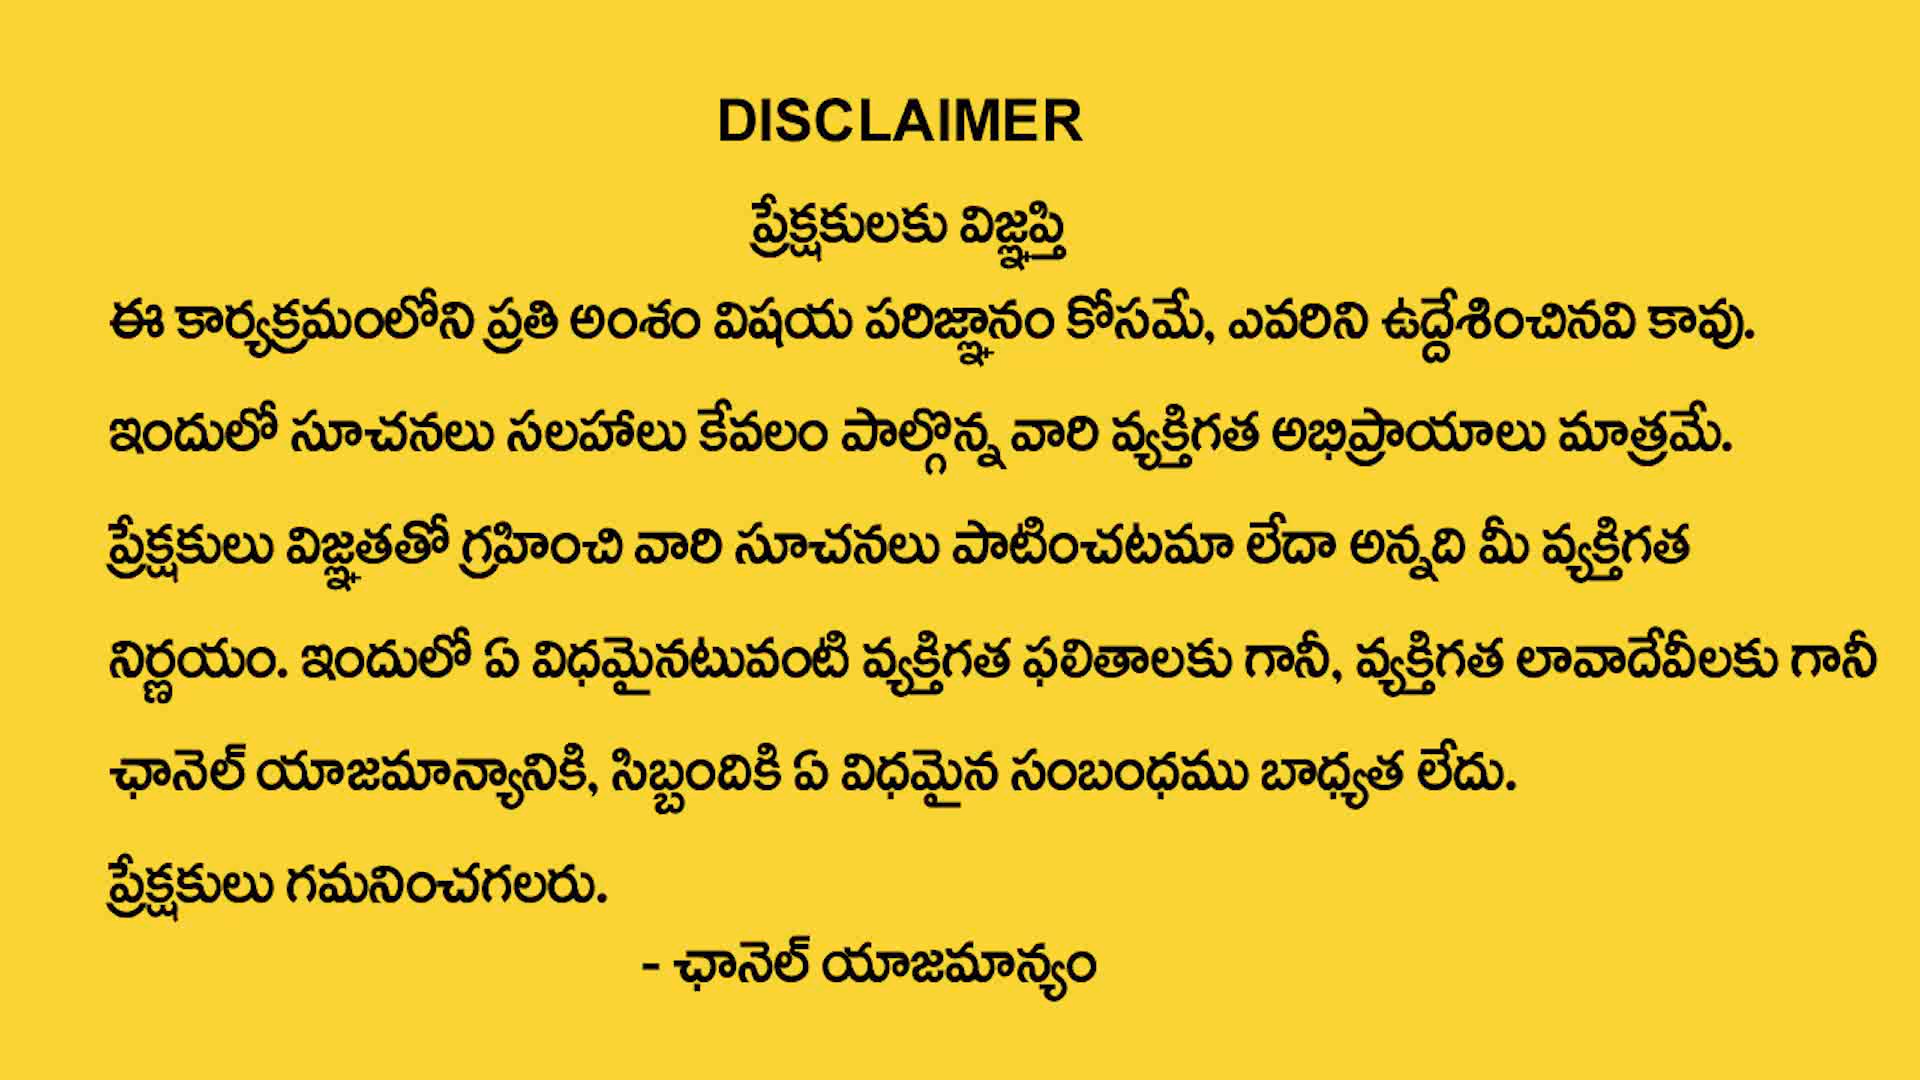 DISCLAIMER
ప్రేక్షకులకు విజ్ఞప్తి
ఈ కార్యక్రమంలోని ప్రతి అంశం విషయ పరిజ్ఞానం కోసమే, ఎవరిని ఉద్దేశించినవి కావు.
ఇందులో సూచనలు సలహాలు కేవలం పాల్గొన్న వారి వ్యక్తిగత అభిప్రాయాలు మాత్రమే.
ప్రేక్షకులు విజ్ఞతతో గ్రహించి వారి సూచనలు పాటించటమా లేదా అన్నది మీ వ్యక్తిగత
నిర్ణయం. ఇందులో ఏ విధమైనటువంటి వ్యక్తిగత ఫలితాలకు గానీ, వ్యక్తిగత లావాదేవీలకు గానీ
ఛానెల్ యాజమాన్యానికి, సిబ్బందికి ఏ విధమైన సంబంధము బాధ్యత లేదు.
ప్రేక్షకులు గమనించగలరు.
- ఛానెల్ యాజమాన్యం